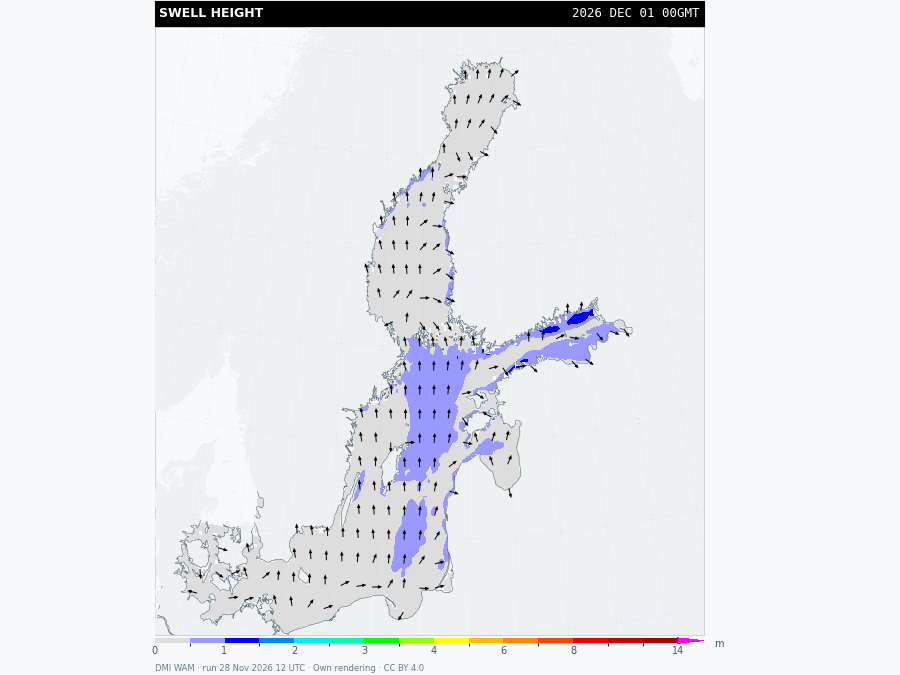 SWELL HEIGHT 2026 DEC 01 00GMT
0 1 2 3 4 6 8 14 m
DMI WAM · run 28 Nov 2026 12 UTC · Own rendering · CC BY 4.0